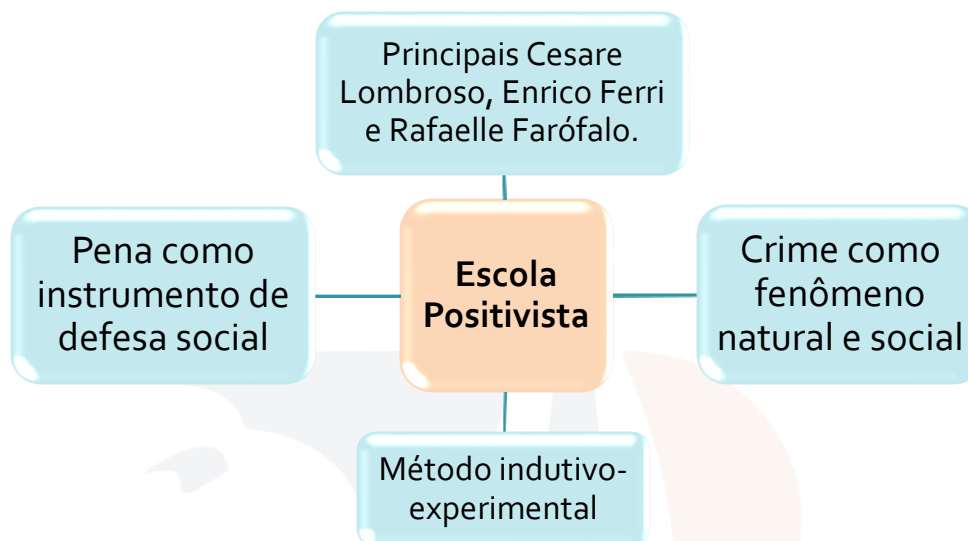 Principais Cesare
Lombroso, Enrico Ferri
e Rafaelle Farófalo.
Pena como
instrumento de
defesa social
Escola
Positivista
Crime como
fenômeno
natural e social
Método indutivo-
experimental